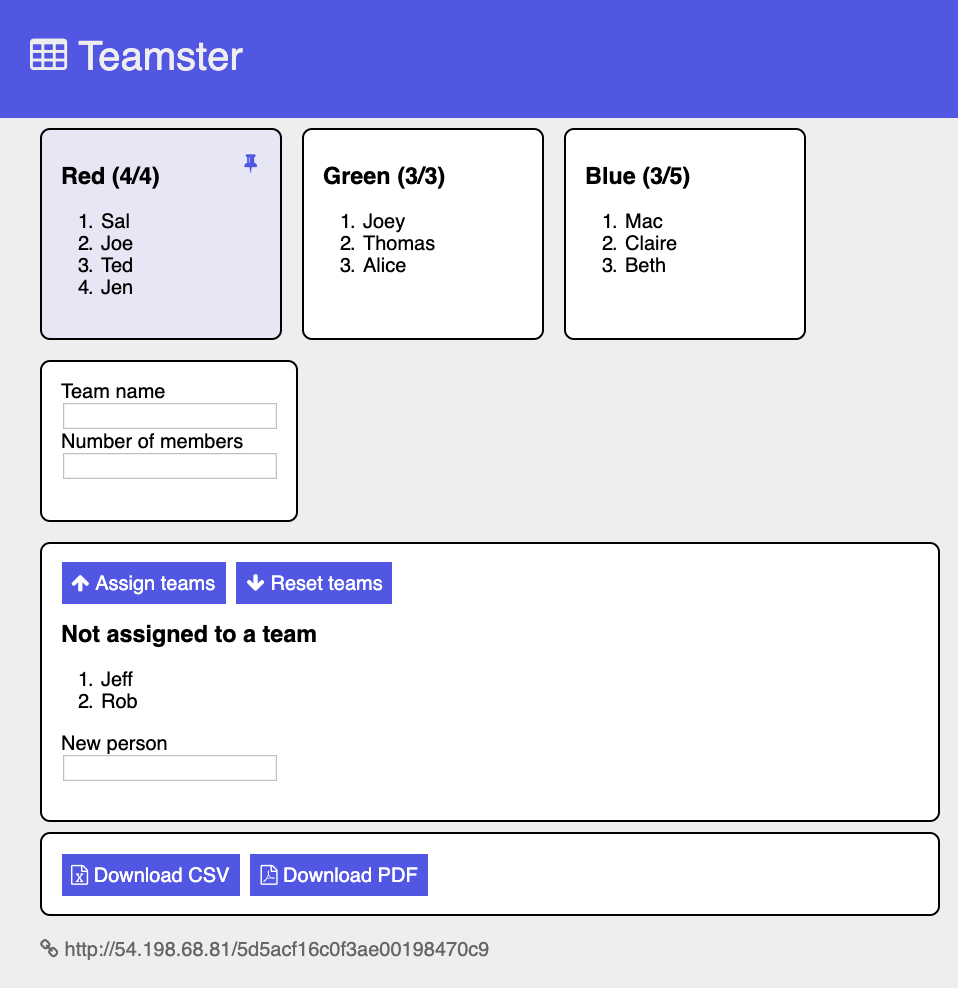 Teamster
Red (4/4)
1. Sal
2. Joe
3. Ted
4. Jen
Green (3/3)
1. Joey
2. Thomas
3. Alice
Blue (3/5)
1. Mac
2. Claire
3. Beth
Team name
Number of members
Assign teams
Reset teams
Not assigned to a team
1. Jeff
2. Rob
New person
Download CSV
Download PDF
http://54.198.68.81/5d5acf16c0f3ae00198470c9